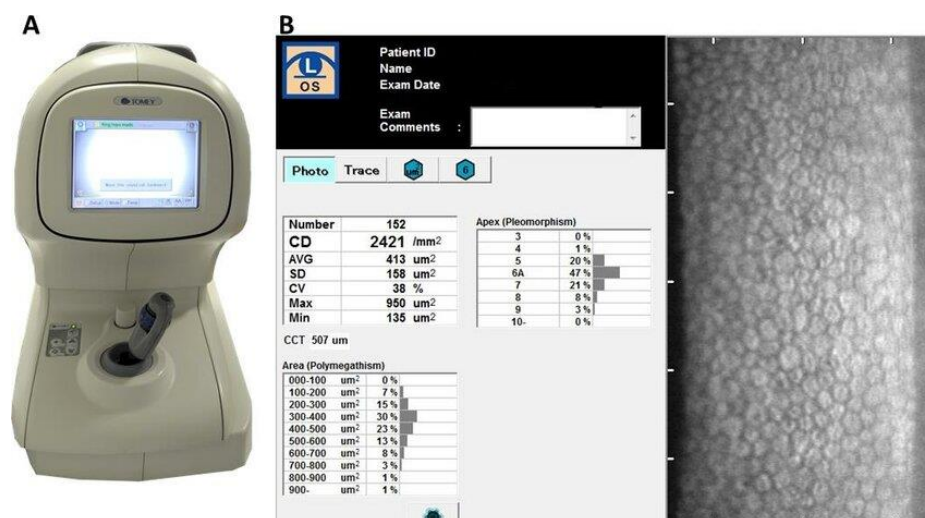 A
TOMEY
B
L
OS
Patient ID
Name
Exam Date
Exam
Comments :
Photo Trace um² 6
Number 152
CD 2421 /mm2
AVG 413 um2
SD 158 um2
CV 38 %
Max 950 um2
Min 135 um2
CCT 507 um
Apex (Pleomorphism)
3 0 %
4 1 %
5 20 %
6A 47 %
7 21 %
8 8 %
9 3 %
10- 0 %
Area (Polymegathism)
000-100 um2 0 %
100-200 um2 7 %
200-300 um2 15 %
300-400 um2 30 %
400-500 um2 23 %
500-600 um2 13 %
600-700 um2 8 %
700-800 um2 3 %
800-900 um2 1 %
900- um2 1 %